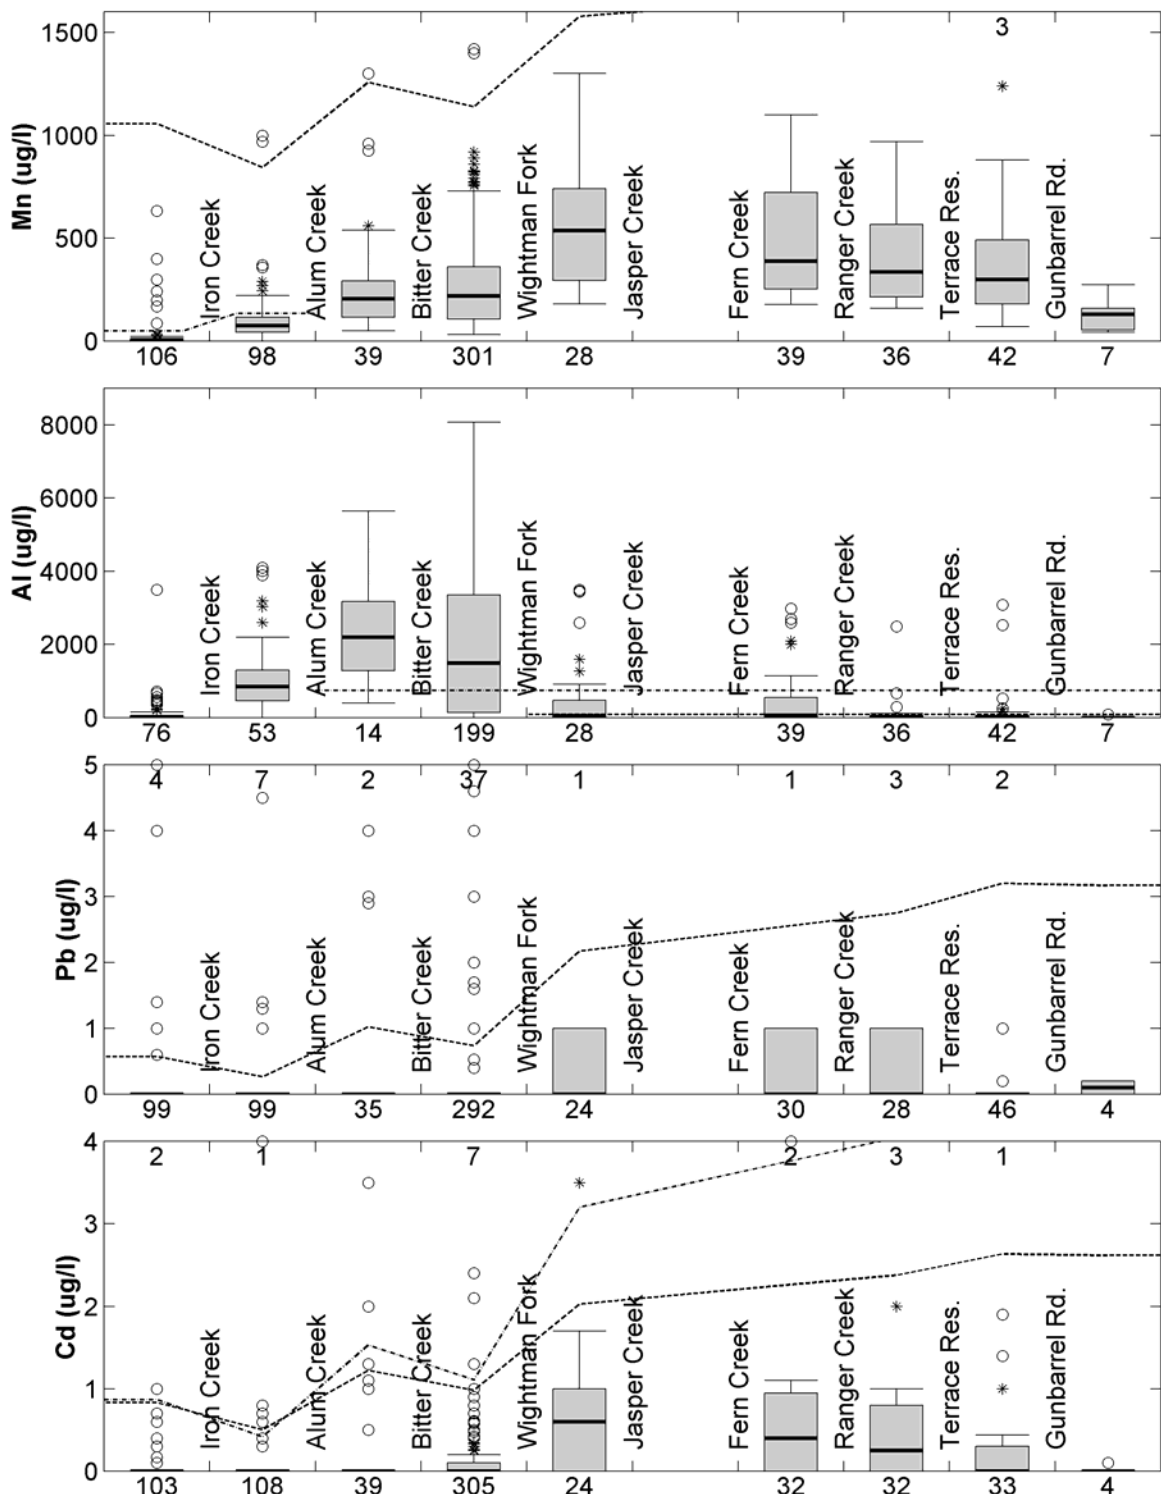 Mn (ug/l)
1500
1000
500
0
3
Iron Creek
Alum Creek
Bitter Creek
Wightman Fork
Jasper Creek
Fern Creek
Ranger Creek
Terrace Res.
Gunbarrel Rd.
106 98 39 301 28 39 36 42 7
Al (ug/l)
8000
6000
4000
2000
0
Iron Creek
Alum Creek
Bitter Creek
Wightman Fork
Jasper Creek
Fern Creek
Ranger Creek
Terrace Res.
Gunbarrel Rd.
76 53 14 199 28 39 36 42 7
Pb (ug/l)
5
4
3
2
1
0
4 7 2 37 1 1 3 2
Iron Creek
Alum Creek
Bitter Creek
Wightman Fork
Jasper Creek
Fern Creek
Ranger Creek
Terrace Res.
Gunbarrel Rd.
99 99 35 292 24 30 28 46 4
Cd (ug/l)
4
3
2
1
0
2 1 7 2 3 1
Iron Creek
Alum Creek
Bitter Creek
Wightman Fork
Jasper Creek
Fern Creek
Ranger Creek
Terrace Res.
Gunbarrel Rd.
103 108 39 305 24 32 32 33 4